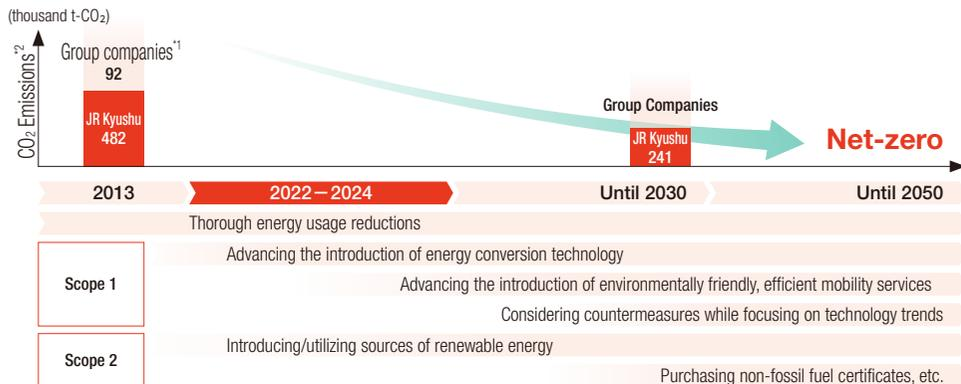 (thousand t-CO₂)
CO₂ Emissions*2
Group companies*1
92
JR Kyushu
482
Group Companies
JR Kyushu
241
Net-zero
2013
2022－2024
Until 2030
Until 2050
Thorough energy usage reductions
Scope 1
Advancing the introduction of energy conversion technology
Advancing the introduction of environmentally friendly, efficient mobility services
Considering countermeasures while focusing on technology trends
Scope 2
Introducing/utilizing sources of renewable energy
Purchasing non-fossil fuel certificates, etc.